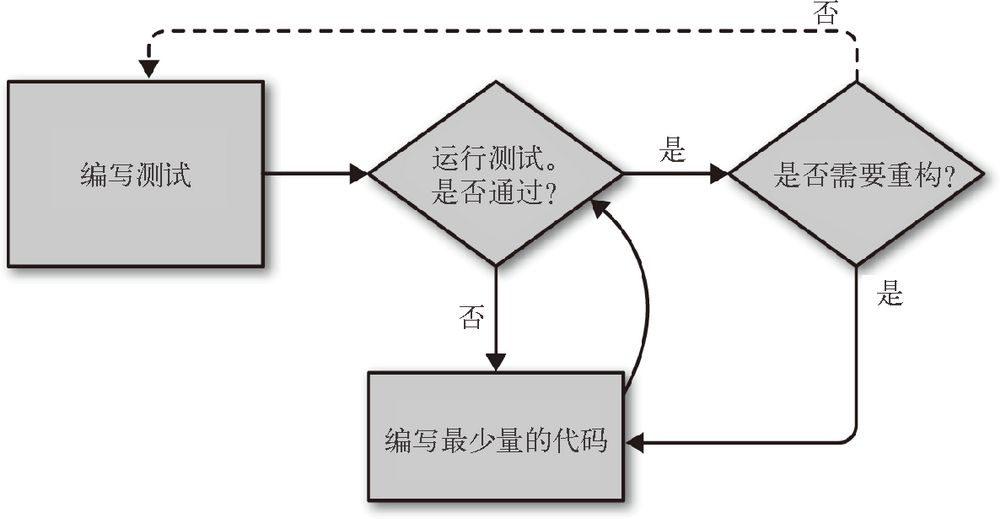 否
编写测试
运行测试。
是否通过？
是
是否需要重构？
否
是
编写最少量的代码